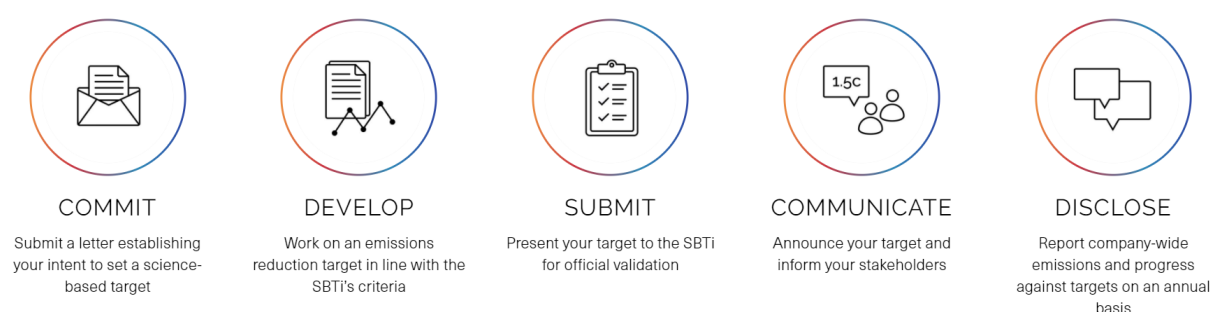 COMMIT
Submit a letter establishing
your intent to set a science-
based target
DEVELOP
Work on an emissions
reduction target in line with the
SBTi's criteria
SUBMIT
Present your target to the SBTi
for official validation
1.5c
COMMUNICATE
Announce your target and
inform your stakeholders
DISCLOSE
Report company-wide
emissions and progress
against targets on an annual
basis